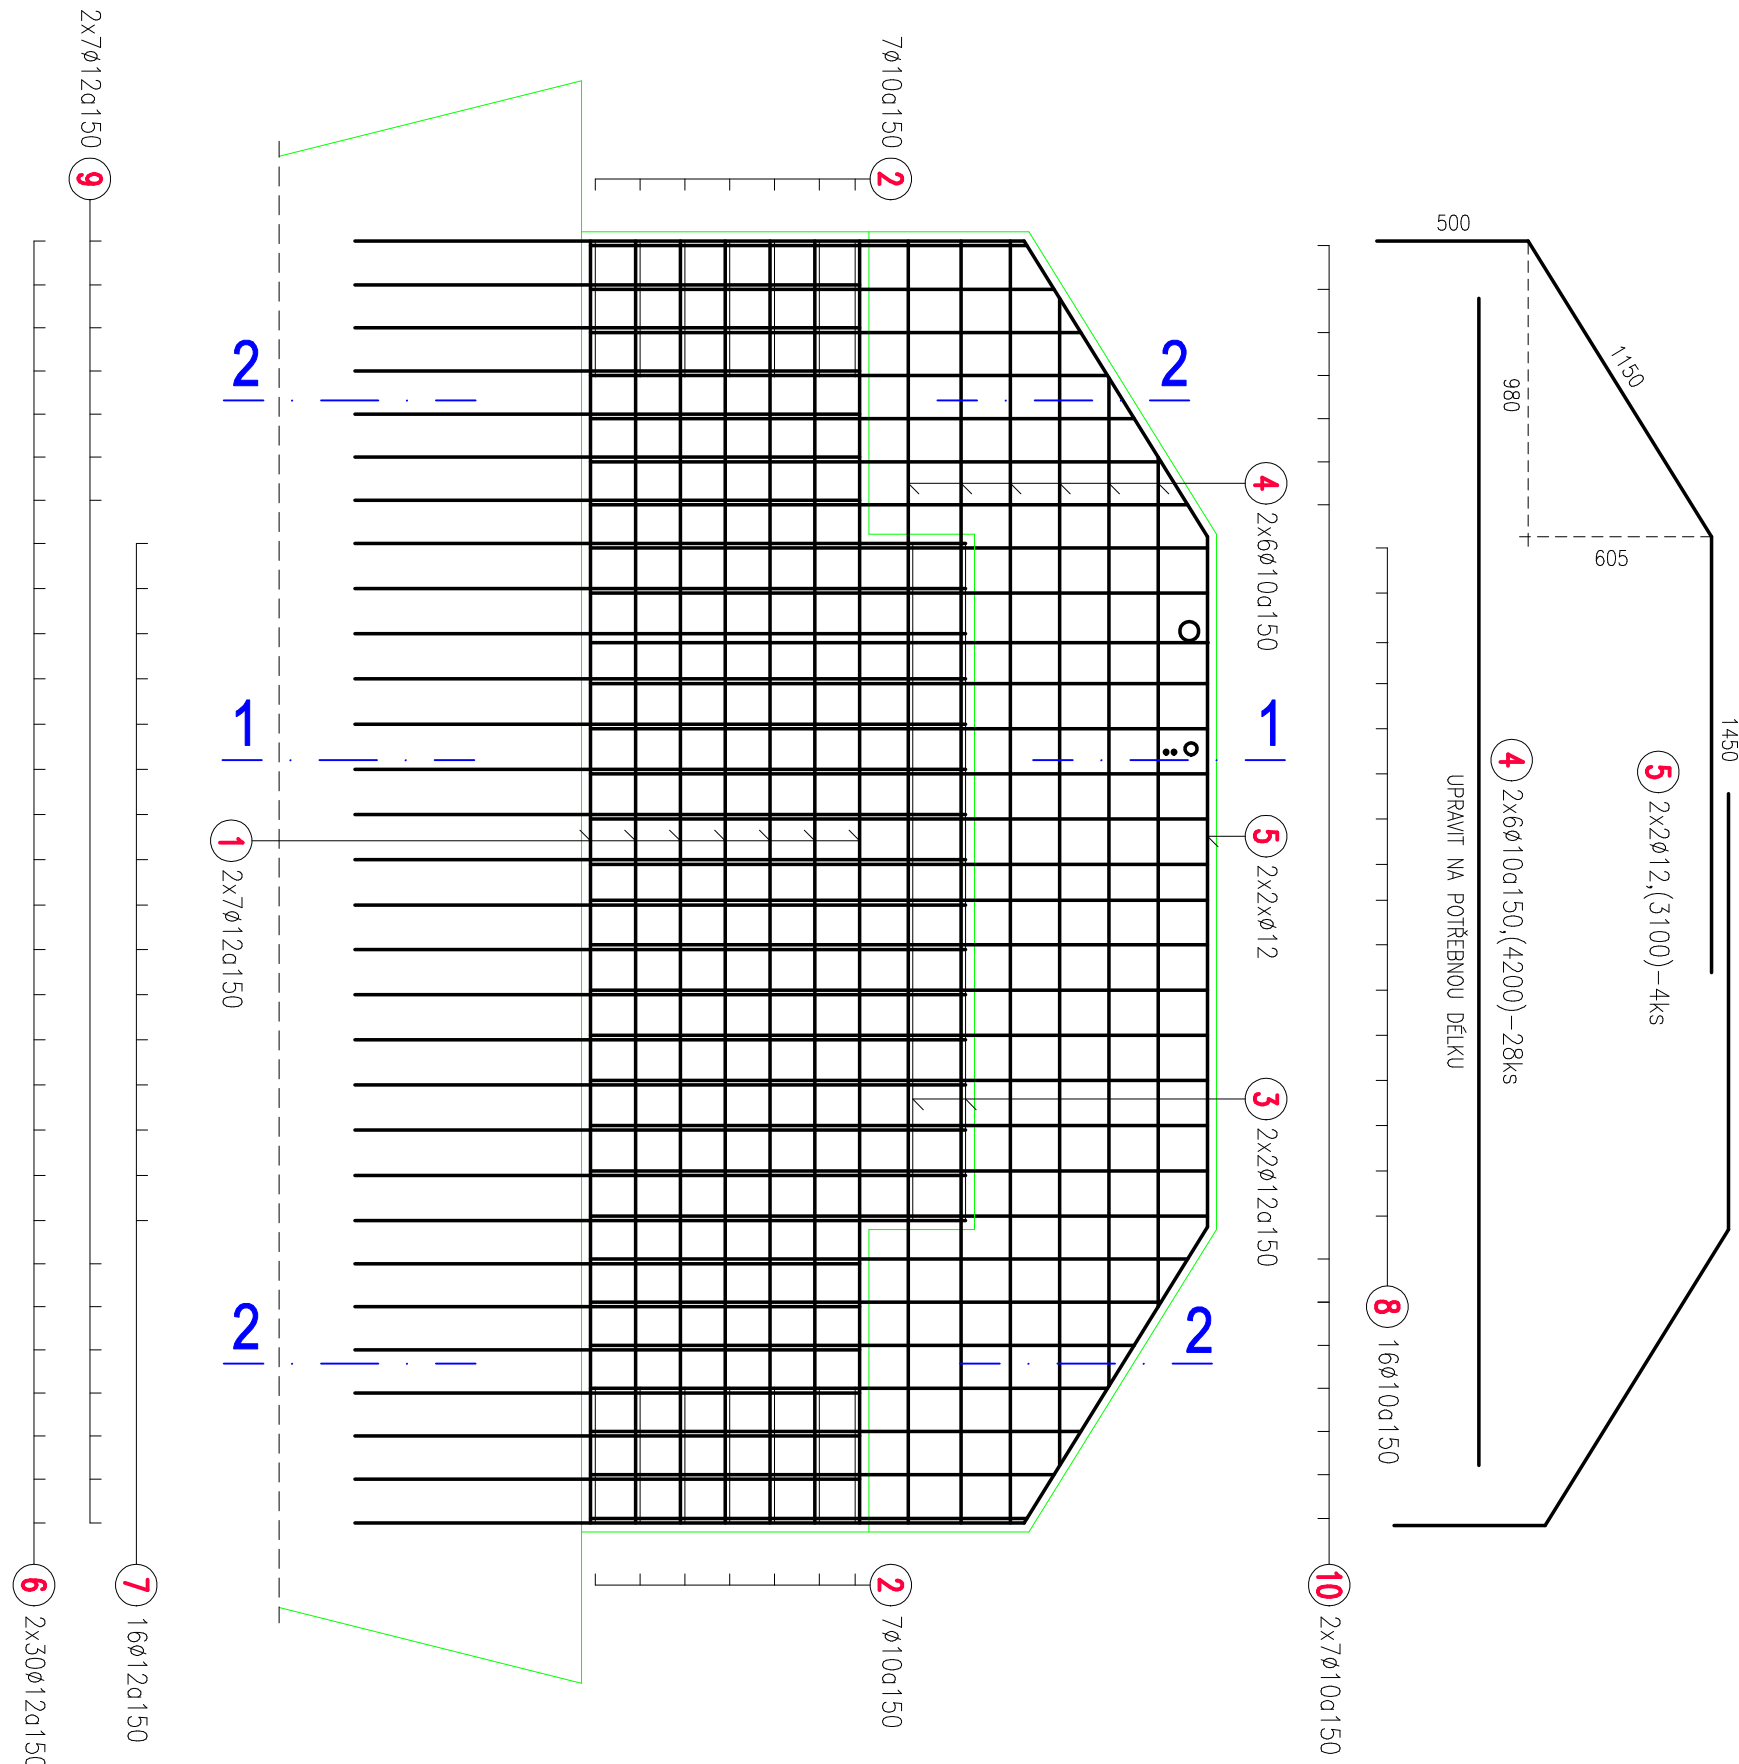 1450
5 2x2ø12,(3100)-4ks
1150
605
980
500
4 2x6ø10a150,(4200)-28ks
UPRAVIT NA POTŘEBNOU DÉLKU
8 16ø10a150
10 2x7ø10a150
4 2x6ø10a150
5 2x2xø12
3 2x2ø12a150
2
1
2
7ø10a150 2
2 7ø10a150
2
1
2
1 2x7ø12a150
7 16ø12a150
2x7ø12a150 9
6 2x30ø12a150